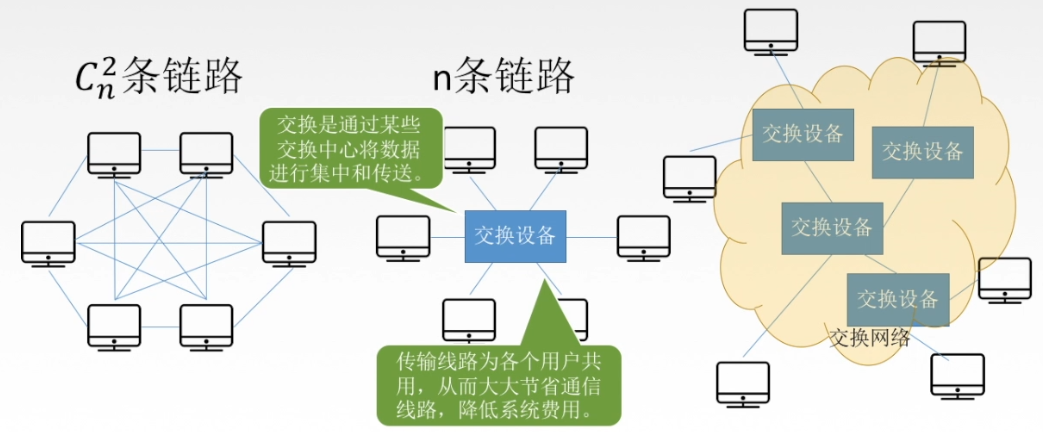 C_n^2条链路
n条链路
交换是通过某些
交换中心将数据
进行集中和传送。
交换设备
传输线路为各个用户共
用，从而大大节省通信
线路，降低系统费用。
交换设备
交换设备
交换设备
交换设备
交换网络